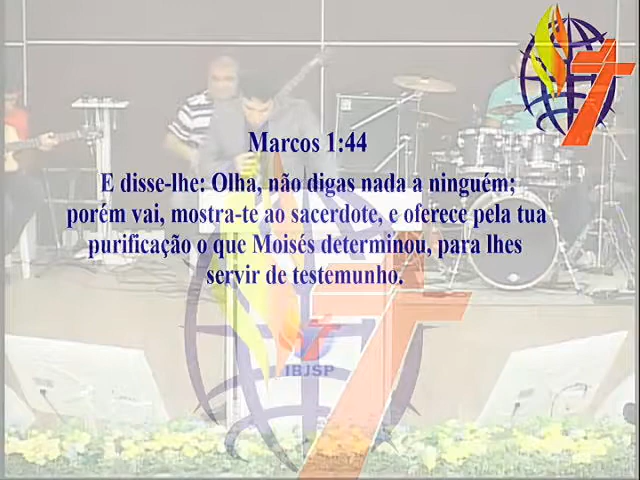 Marcos 1:44
E disse-lhe: Olha, não digas nada a ninguém;
porém vai, mostra-te ao sacerdote, e oferece pela tua
purificação o que Moisés determinou, para lhes
servir de testemunho.
IBJSP